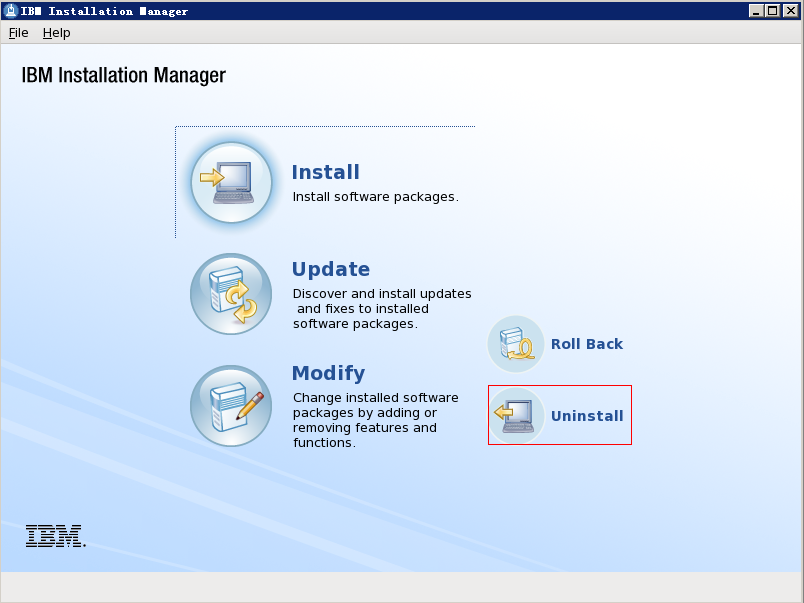 IBM Installation Manager
File Help
IBM Installation Manager
Install
Install software packages.
Update
Discover and install updates
and fixes to installed
software packages.
Roll Back
Modify
Change installed software
packages by adding or
removing features and
functions.
Uninstall
IBM.